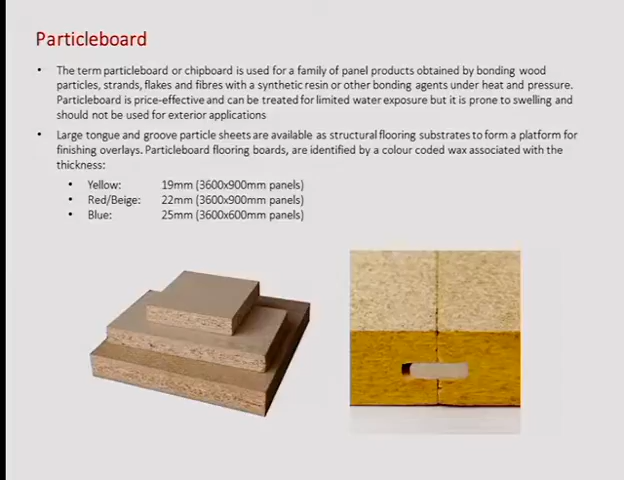 Particleboard
• The term particleboard or chipboard is used for a family of panel products obtained by bonding wood
particles, strands, flakes and fibres with a synthetic resin or other bonding agents under heat and pressure.
Particleboard is price-effective and can be treated for limited water exposure but it is prone to swelling and
should not be used for exterior applications
• Large tongue and groove particle sheets are available as structural flooring substrates to form a platform for
finishing overlays. Particleboard flooring boards, are identified by a colour coded wax associated with the
thickness:
• Yellow: 19mm (3600x900mm panels)
• Red/Beige: 22mm (3600x900mm panels)
• Blue: 25mm (3600x600mm panels)